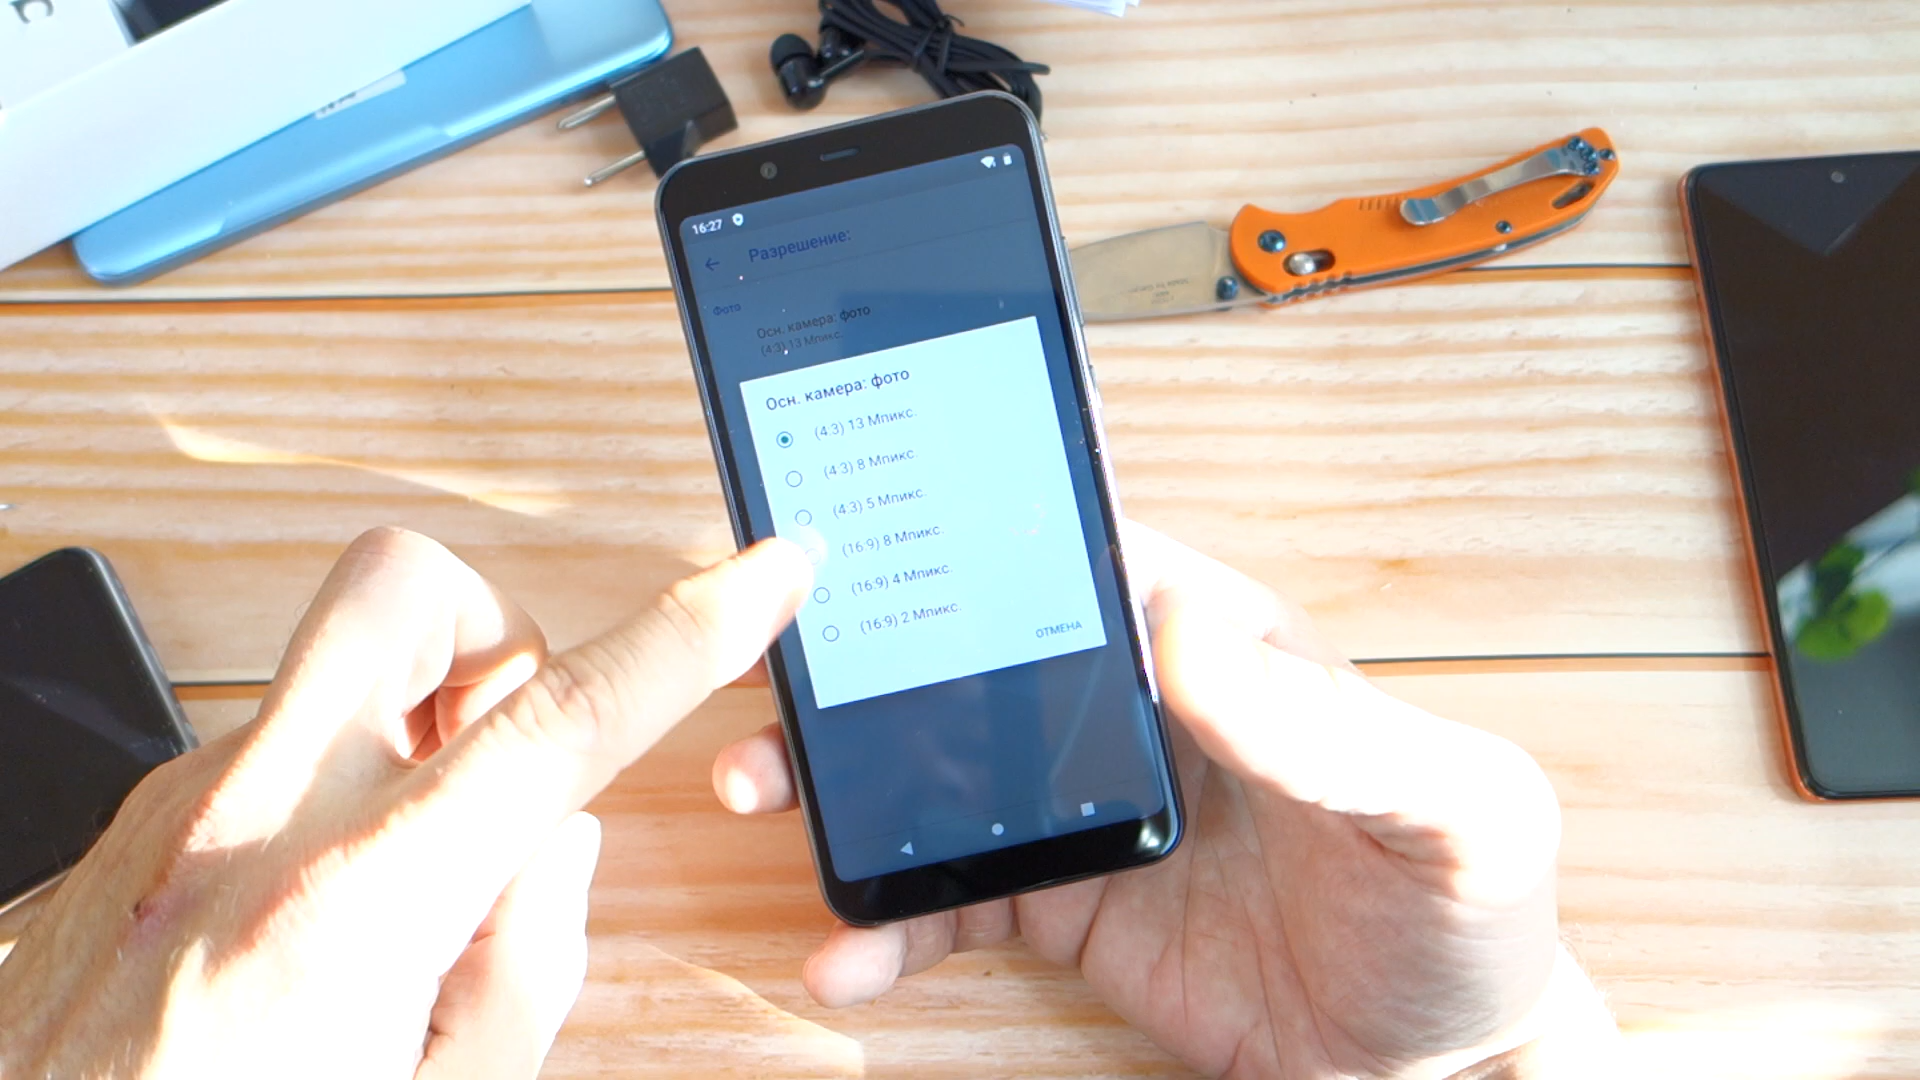 16:27
Разрешение:
Фото
Осн. камера: фото
(4:3) 13 Мпикс.
Осн. камера: фото
(4:3) 13 Мпикс.
(4:3) 8 Мпикс.
(4:3) 5 Мпикс.
(16:9) 8 Мпикс.
(16:9) 4 Мпикс.
(16:9) 2 Мпикс.
ОТМЕНА